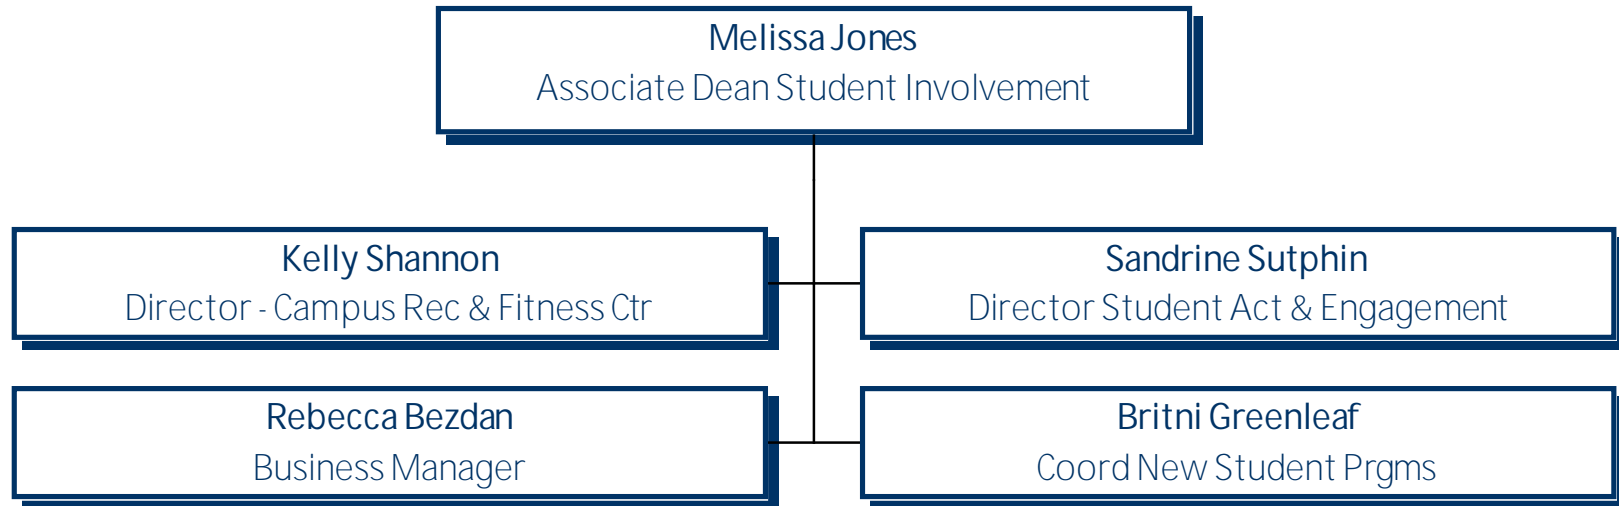 Melissa Jones
Associate Dean Student Involvement
Kelly Shannon
Director - Campus Rec & Fitness Ctr
Sandrine Sutphin
Director Student Act & Engagement
Rebecca Bezdan
Business Manager
Britni Greenleaf
Coord New Student Prgms